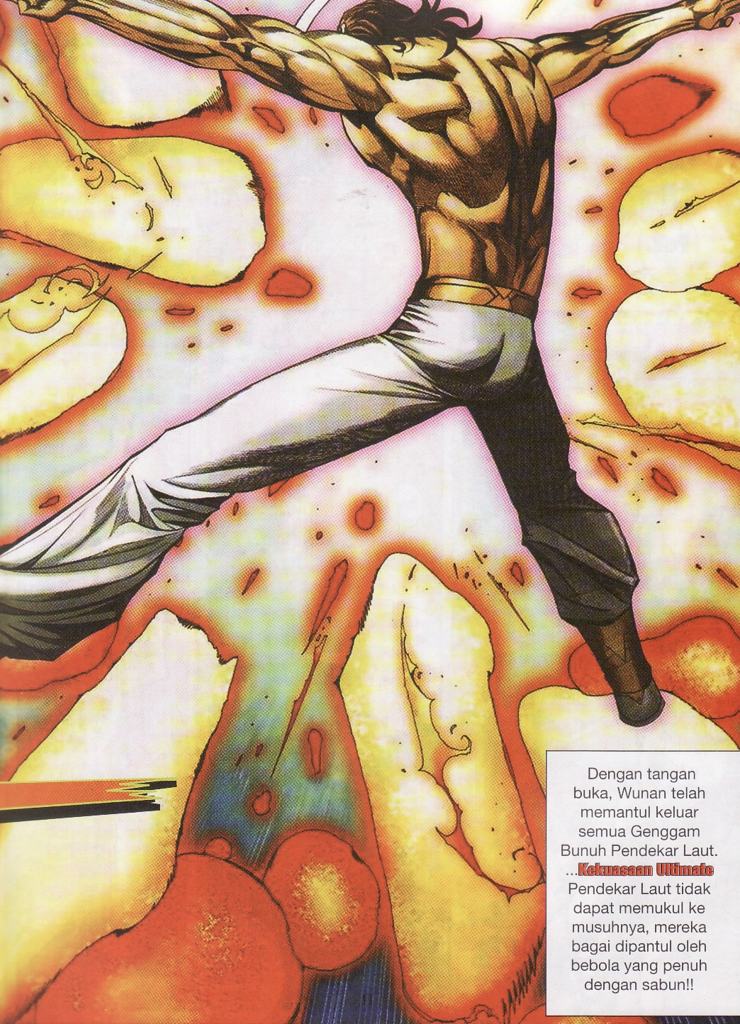 Dengan tangan
buka, Wunan telah
memantul keluar
semua Genggam
Bunuh Pendekar Laut.
...Kekuasaan Ultimate
Pendekar Laut tidak
dapat memukul ke
musuhnya, mereka
bagai dipantul oleh
bebola yang penuh
dengan sabun!!